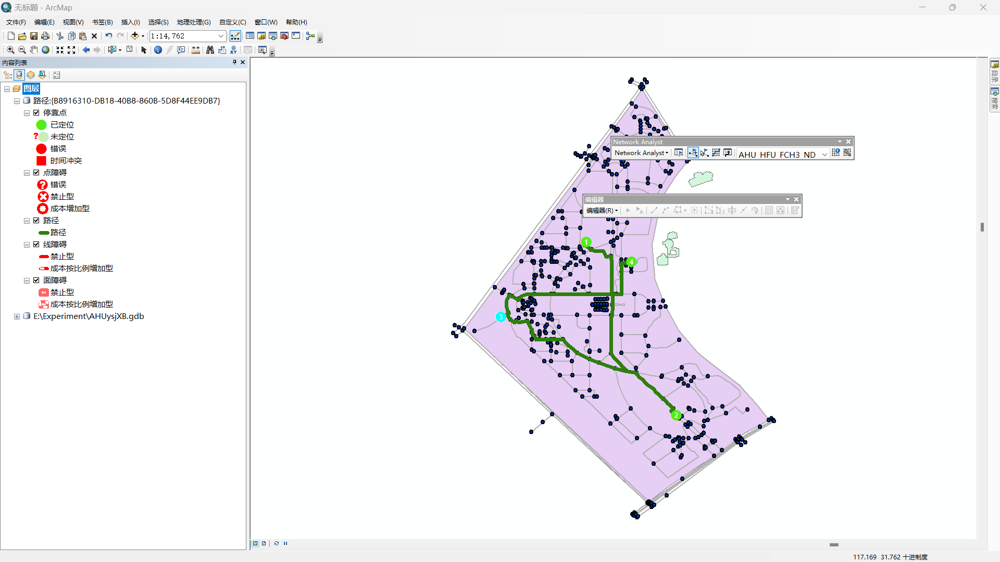 无标题 - ArcMap
文件(F) 编辑(E) 视图(V) 书签(B) 插入(I) 选择(S) 地理处理(G) 自定义(C) 窗口(W) 帮助(H)
1:14,762
内容列表
图层
路径:{B8916310-DB18-40B8-860B-5D8F44EE9DB7}
停靠点
已定位
? 未定位
错误
时间冲突
点障碍
? 错误
禁止型
成本增加型
路径
路径
线障碍
禁止型
成本按比例增加型
面障碍
禁止型
成本按比例增加型
E:\Experiment\AHUysjXB.gdb
Network Analyst
Network Analyst
AHU_HFU_FCH3_ND
编辑器
编辑器(R)
1
4
3
2
目录
搜索
117.169 31.762 十进制度